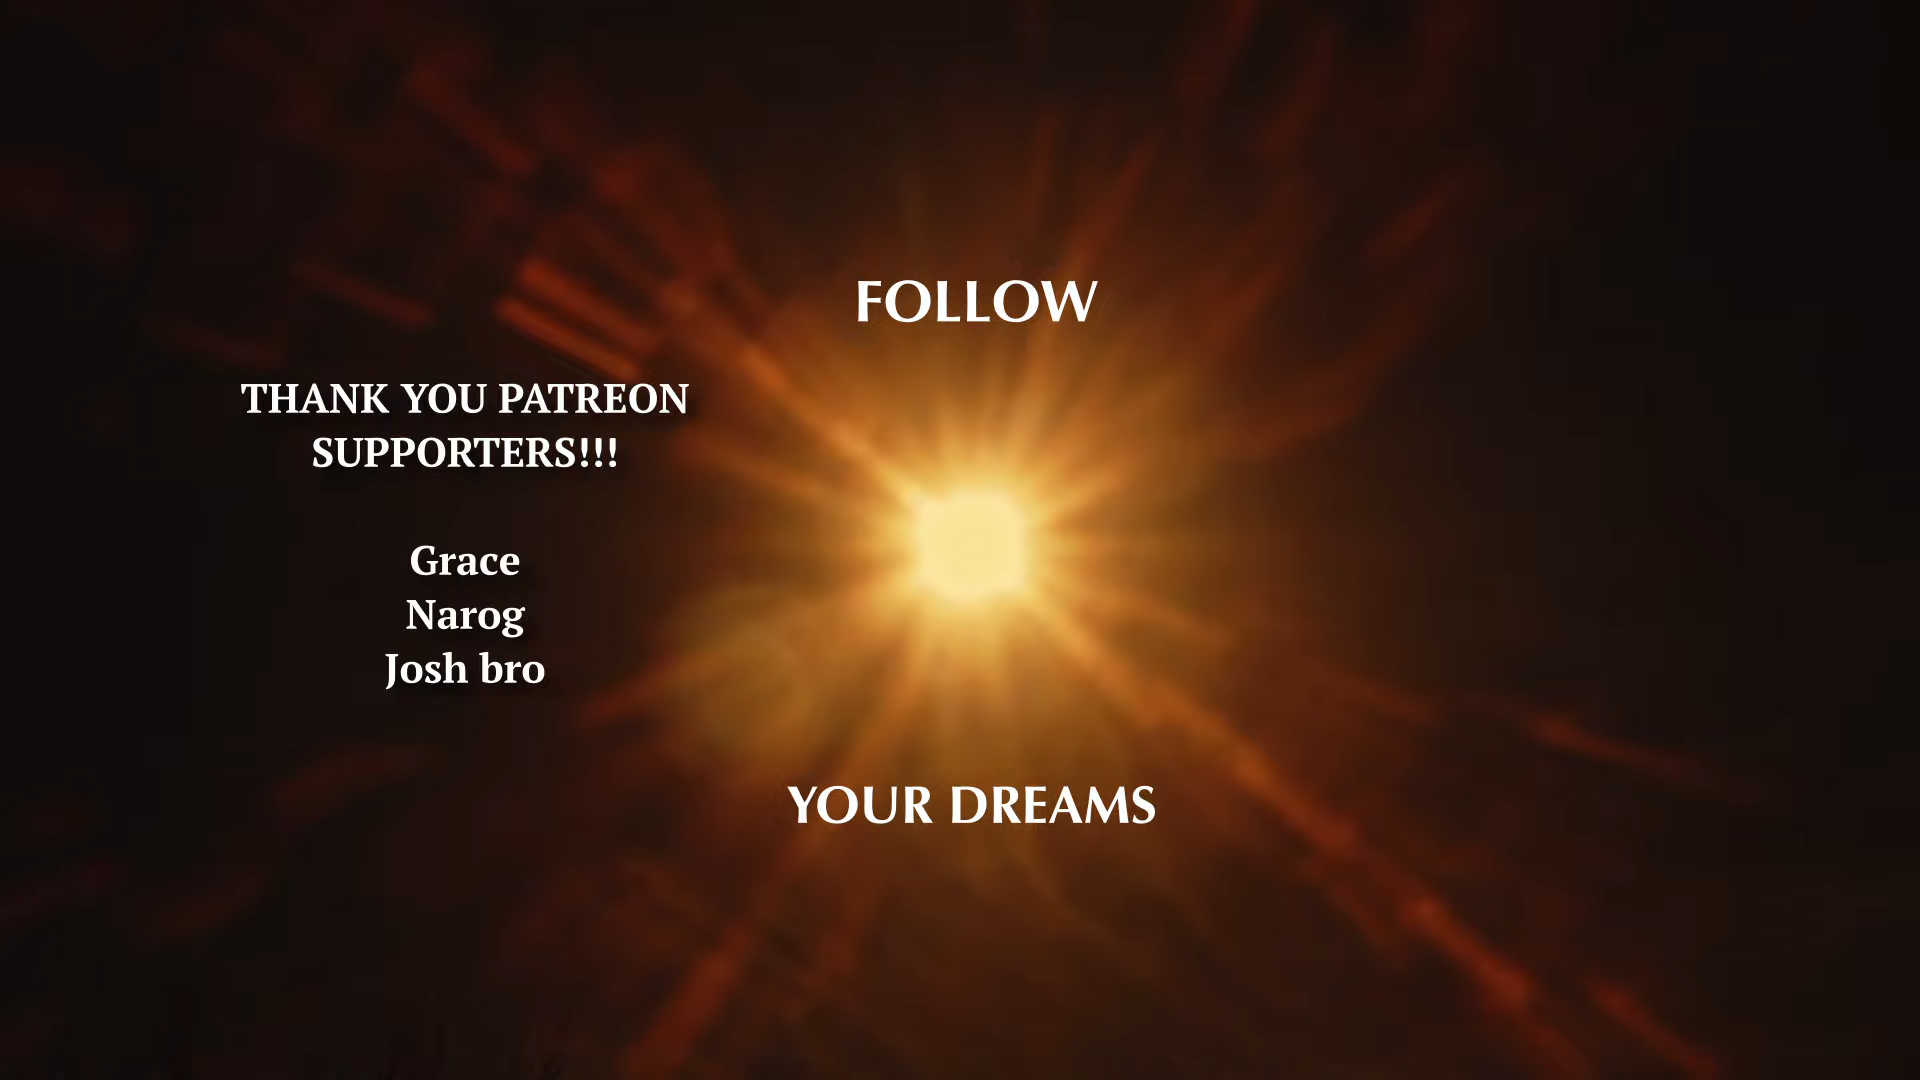 FOLLOW
THANK YOU PATREON
SUPPORTERS!!!
Grace
Narog
Josh bro
YOUR DREAMS